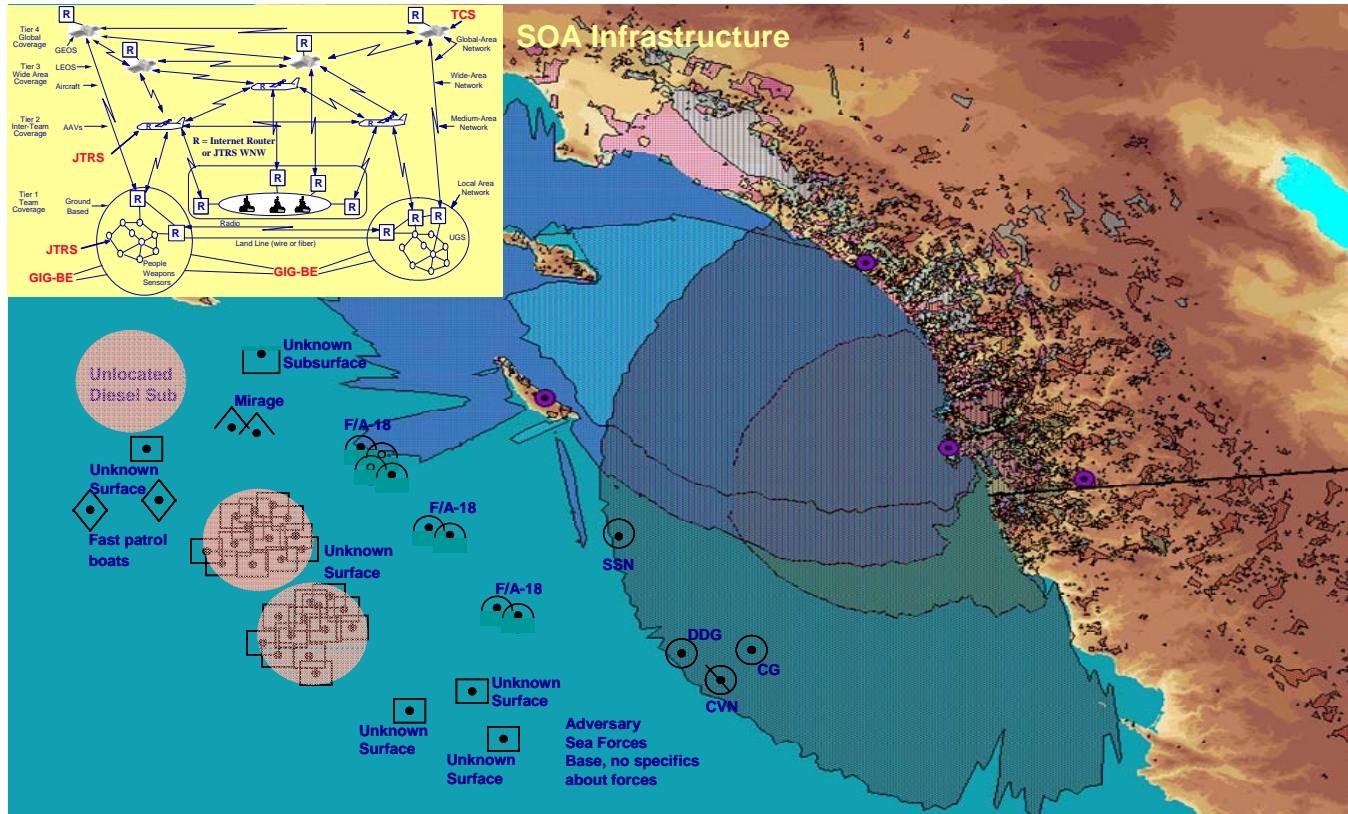 SOA Infrastructure
TCS
Tier 4
Global
Coverage
GEOS
Tier 3
Wide Area
Coverage
LEOS
Aircraft
Tier 2
Inter-Team
Coverage
AAVs
JTRS
Tier 1
Team
Coverage
Ground
Based
JTRS
GIG-BE
R
R
R
R
Global-Area
Network
Wide-Area
Network
Medium-Area
Network
Local Area
Network
R
R
R
R = Internet Router
or JTRS WNW
R
R
R
R
R
R
R
R
R
Radio
Land Line (wire or fiber)
UGS
People
Weapons
Sensors
GIG-BE
Unlocated
Diesel Sub
Unknown
Subsurface
Mirage
F/A-18
Unknown
Surface
Fast patrol
boats
F/A-18
Unknown
Surface
SSN
F/A-18
DDG
CG
CVN
Unknown
Surface
Unknown
Surface
Unknown
Surface
Adversary
Sea Forces
Base, no specifics
about forces